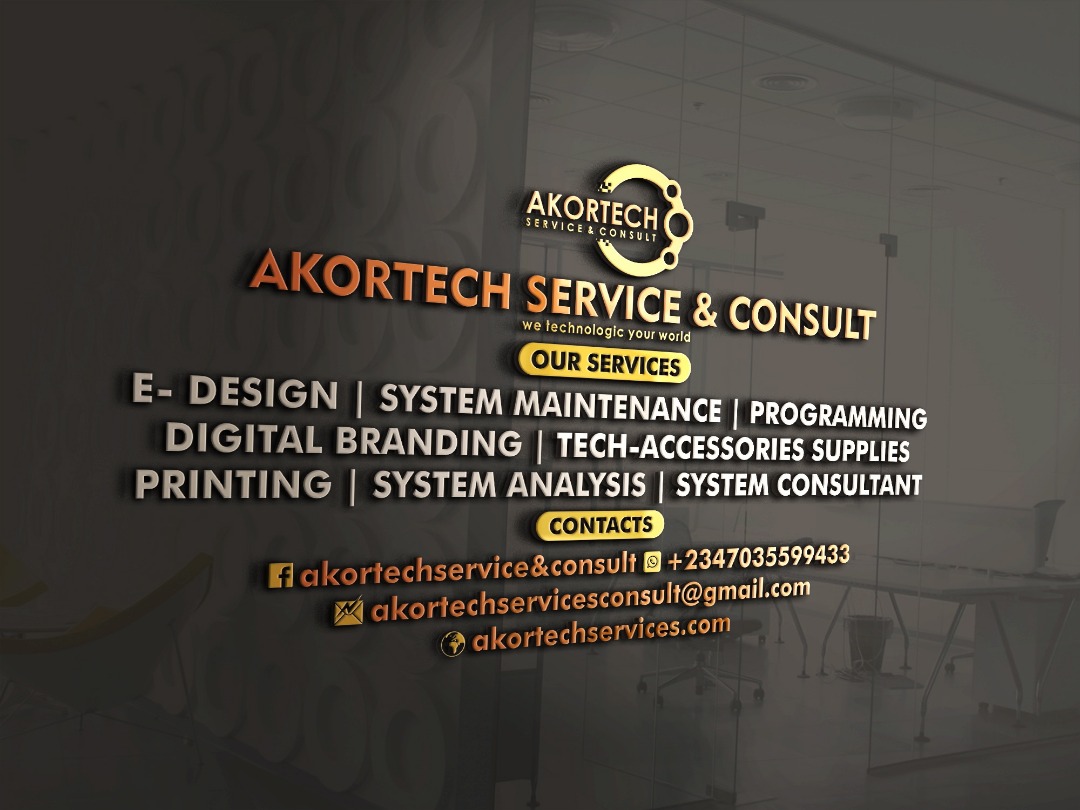 AKORTECH
SERVICE & CONSULT
AKORTECH SERVICE & CONSULT
we technologic your world
OUR SERVICES
E- DESIGN | SYSTEM MAINTENANCE | PROGRAMMING
DIGITAL BRANDING | TECH-ACCESSORIES SUPPLIES
PRINTING | SYSTEM ANALYSIS | SYSTEM CONSULTANT
CONTACTS
akortechservice&consult +2347035599433
akortechservicesconsult@gmail.com
akortechservices.com